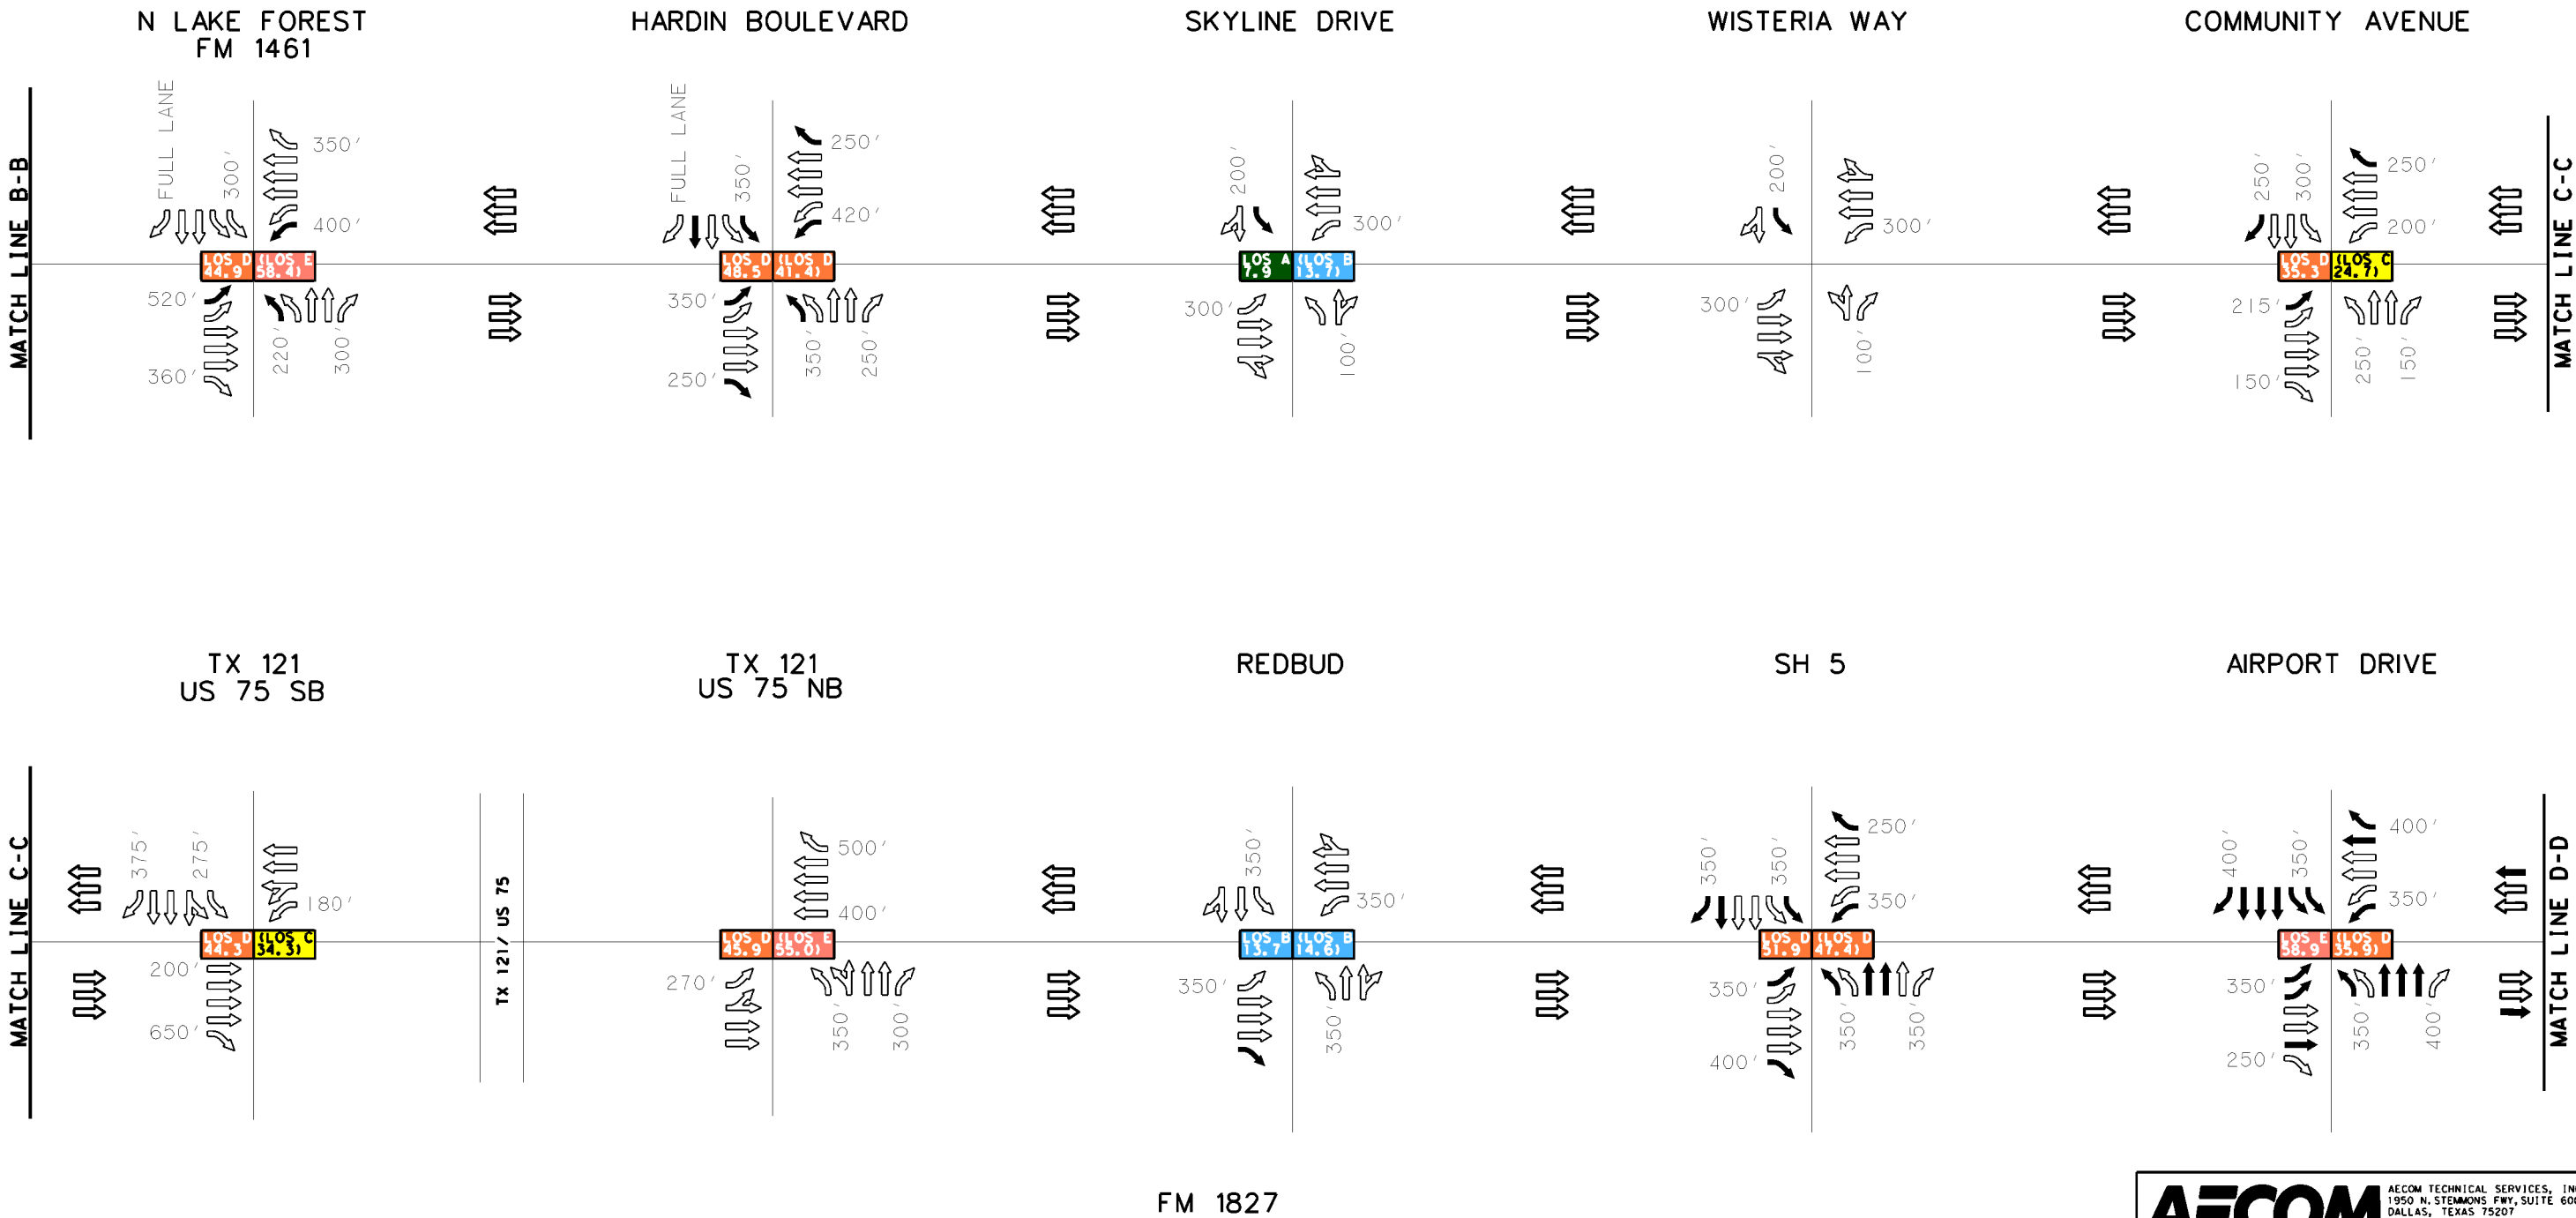 N LAKE FOREST
FM 1461
HARDIN BOULEVARD
SKYLINE DRIVE
WISTERIA WAY
COMMUNITY AVENUE
MATCH LINE B-B
FULL LANE
300'
350'
400'
LOS D
44.9
(LOS E
58.4)
520'
360'
220'
300'
FULL LANE
350'
250'
420'
LOS D
48.5
(LOS D
41.4)
350'
250'
350'
250'
200'
300'
LOS A
7.9
(LOS B
13.7)
300'
100'
200'
300'
300'
100'
250'
300'
250'
200'
LOS D
35.3
(LOS C
24.7)
215'
150'
250'
150'
MATCH LINE C-C
TX 121
US 75 SB
TX 121
US 75 NB
REDBUD
SH 5
AIRPORT DRIVE
MATCH LINE C-C
375'
275'
180'
LOS D
44.3
(LOS C
34.3)
200'
650'
TX 121/ US 75
500'
400'
LOS D
45.9
(LOS E
55.0)
270'
350'
300'
350'
350'
LOS B
13.7
(LOS B
14.6)
350'
350'
350'
350'
250'
350'
LOS D
51.9
(LOS D
47.4)
350'
400'
350'
350'
400'
350'
400'
350'
LOS E
58.9
(LOS D
35.9)
350'
250'
350'
400'
MATCH LINE D-D
FM 1827
AECOM
AECOM TECHNICAL SERVICES, IN
1950 N. STEMMONS FWY, SUITE 60
DALLAS, TEXAS 75207